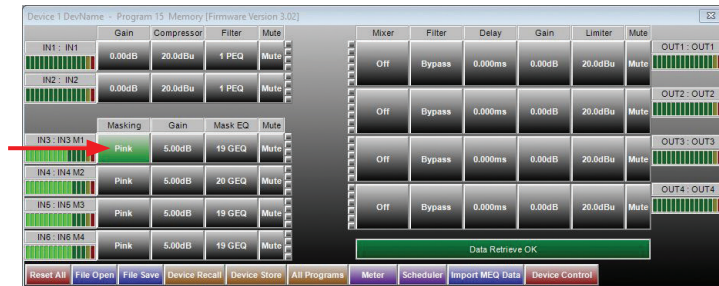 Device 1 DevName - Program 15 Memory [Firmware Version 3.02]
Gain Compressor Filter Mute Mixer Filter Delay Gain Limiter Mute
IN1 : IN1 0.00dB 20.0dBu 1 PEQ Mute Off Bypass 0.000ms 0.00dB 20.0dBu Mute OUT1 : OUT1
IN2 : IN2 0.00dB 20.0dBu 1 PEQ Mute Off Bypass 0.000ms 0.00dB 20.0dBu Mute OUT2 : OUT2
Masking Gain Mask EQ Mute
IN3 : IN3 M1 Pink 5.00dB 19 GEQ Mute Off Bypass 0.000ms 0.00dB 20.0dBu Mute OUT3 : OUT3
IN4 : IN4 M2 Pink 5.00dB 20 GEQ Mute
IN5 : IN5 M3 Pink 5.00dB 19 GEQ Mute Off Bypass 0.000ms 0.00dB 20.0dBu Mute OUT4 : OUT4
IN6 : IN6 M4 Pink 5.00dB 19 GEQ Mute Data Retrieve OK
Reset All File Open File Save Device Recall Device Store All Programs Meter Scheduler Import MEQ Data Device Control